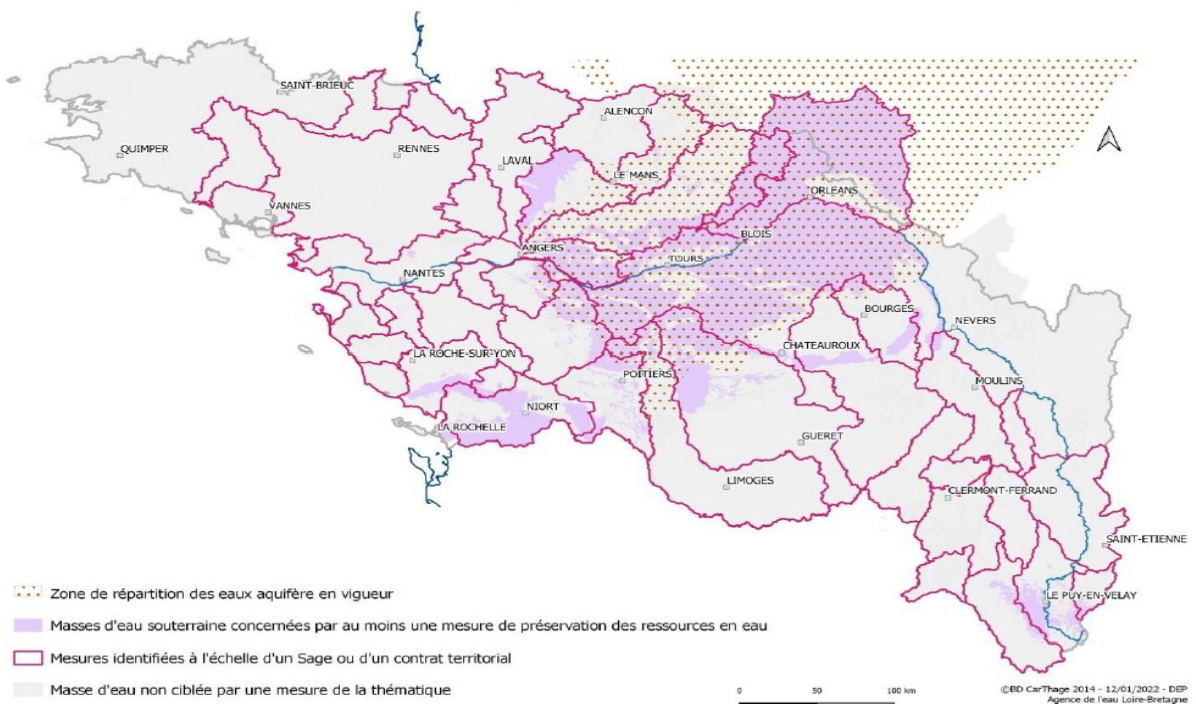 SAINT-BRIEUC
ALENCON
QUIMPER
RENNES
LAVAL
LE MANS
ORLEANS
VANNES
ANGERS
BLOIS
TOURS
NANTES
BOURGES
NEVERS
CHATEAUROUX
LA ROCHE-SUR-YON
POITIERS
MOULINS
NIORT
LA ROCHELLE
GUERET
LIMOGES
CLERMONT-FERRAND
SAINT-ETIENNE
LE PUY-EN-VELAY
Zone de répartition des eaux aquifère en vigueur
Masses d'eau souterraine concernées par au moins une mesure de préservation des ressources en eau
Mesures identifiées à l'échelle d'un Sage ou d'un contrat territorial
Masse d'eau non ciblée par une mesure de la thématique
0 50 100 km
©BD CarThage 2014 - 12/01/2022 - DEP
Agence de l'eau Loire-Bretagne